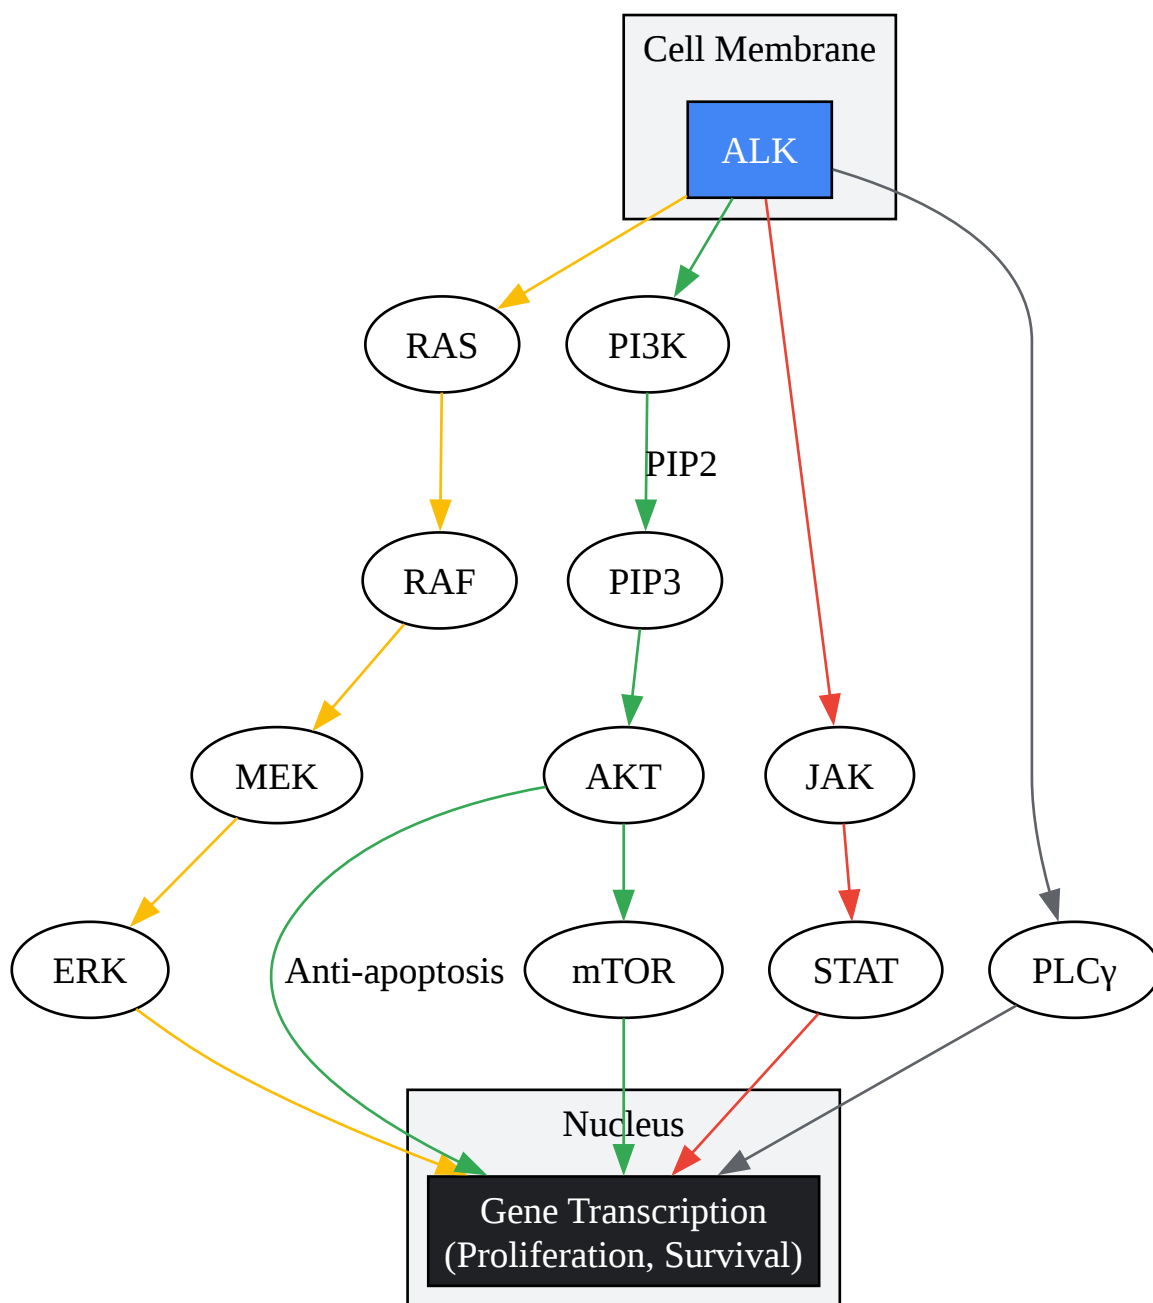 Cell Membrane
ALK
RAS
PI3K
PIP2
RAF
PIP3
MEK
AKT
JAK
ERK
Anti-apoptosis
mTOR
STAT
PLCγ
Nucleus
Gene Transcription
(Proliferation, Survival)